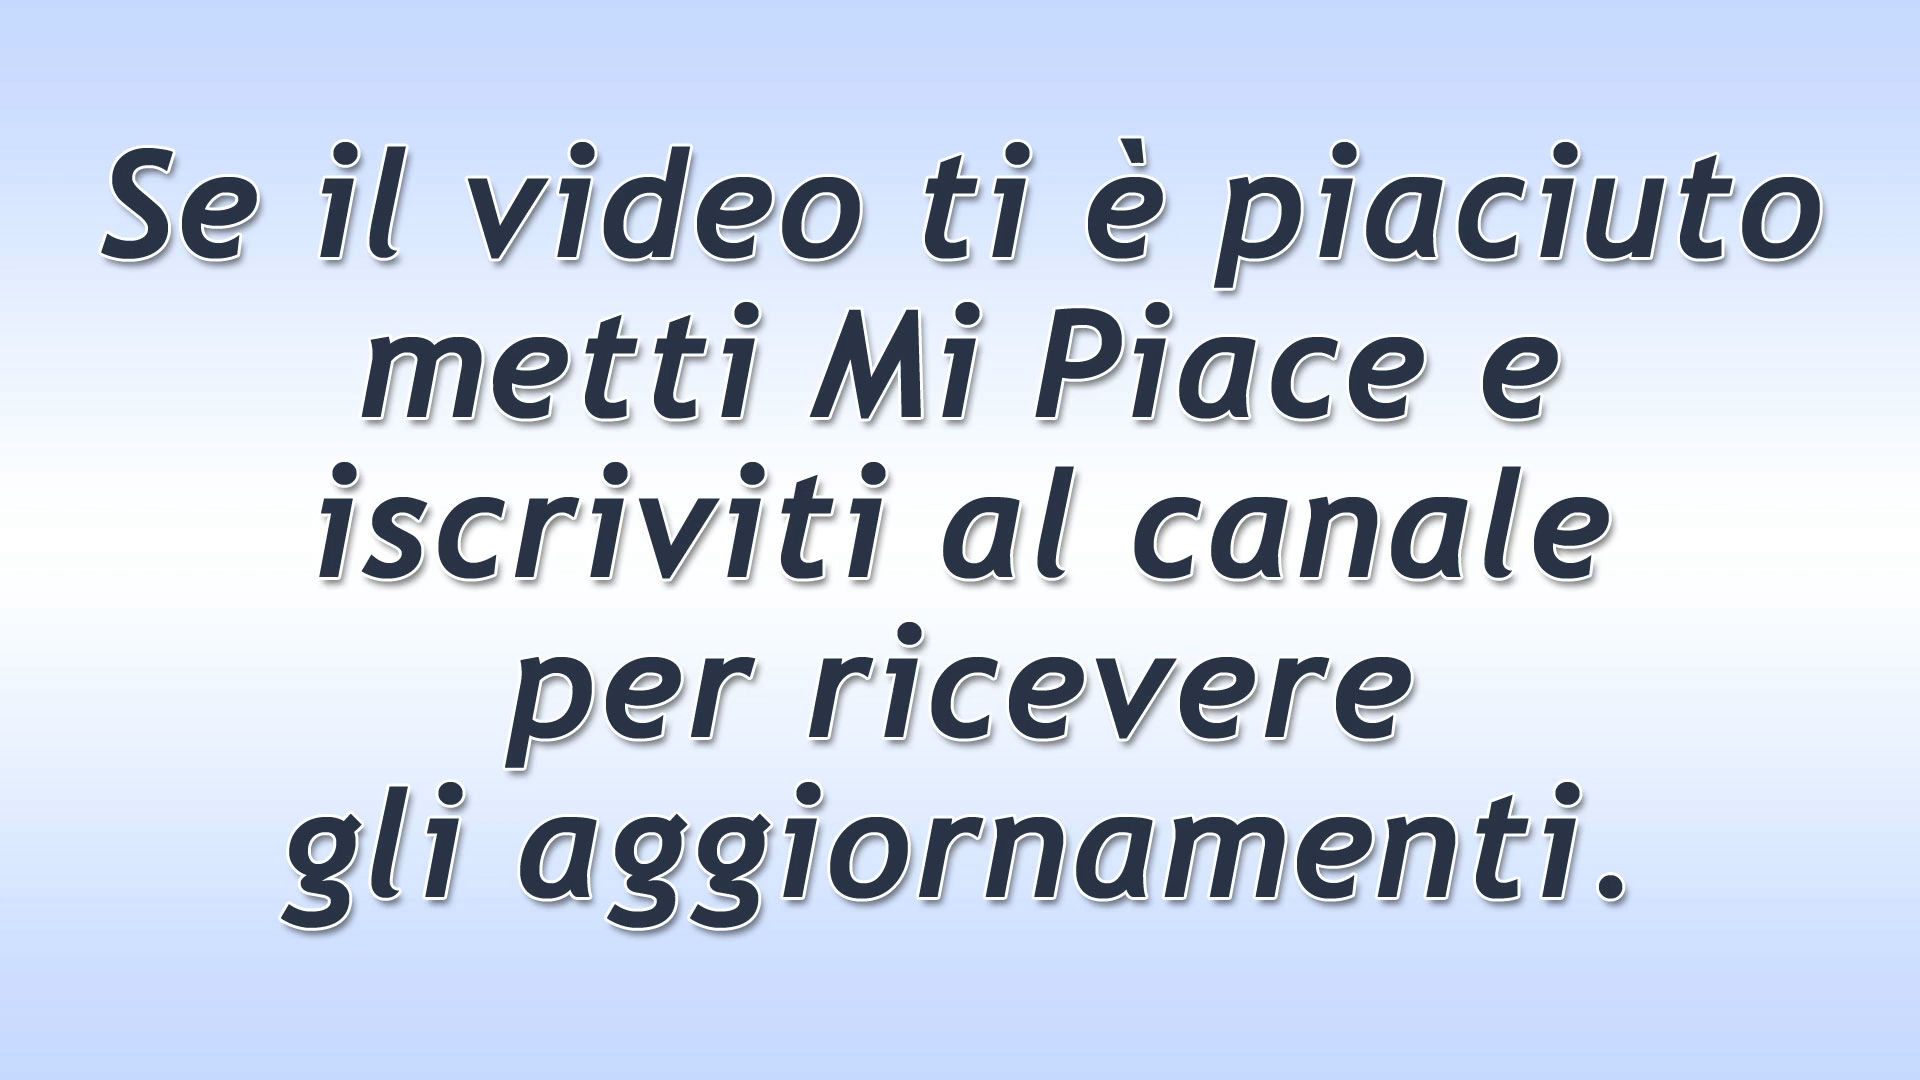 Se il video ti è piaciuto
metti Mi Piace e
iscriviti al canale
per ricevere
gli aggiornamenti.